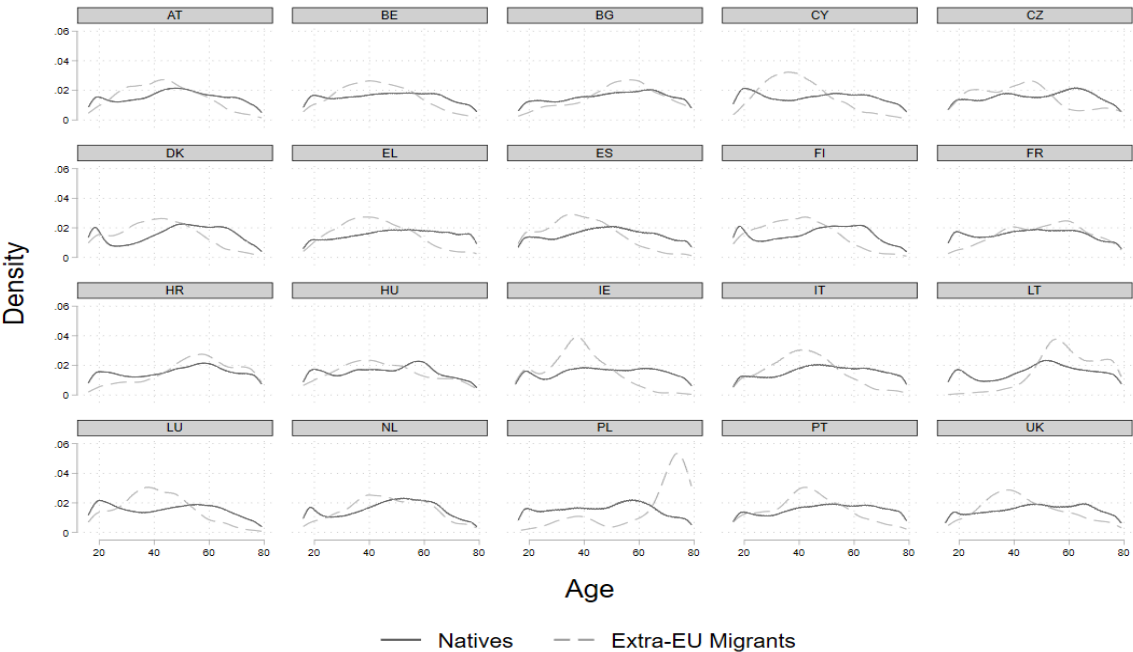 AT BE BG CY CZ
.06
.04
.02
0
DK EL ES FI FR
.06
.04
.02
0
HR HU IE IT LT
.06
.04
.02
0
LU NL PL PT UK
.06
.04
.02
0
20 40 60 80 20 40 60 80 20 40 60 80 20 40 60 80 20 40 60 80
Density
Age
Natives Extra-EU Migrants